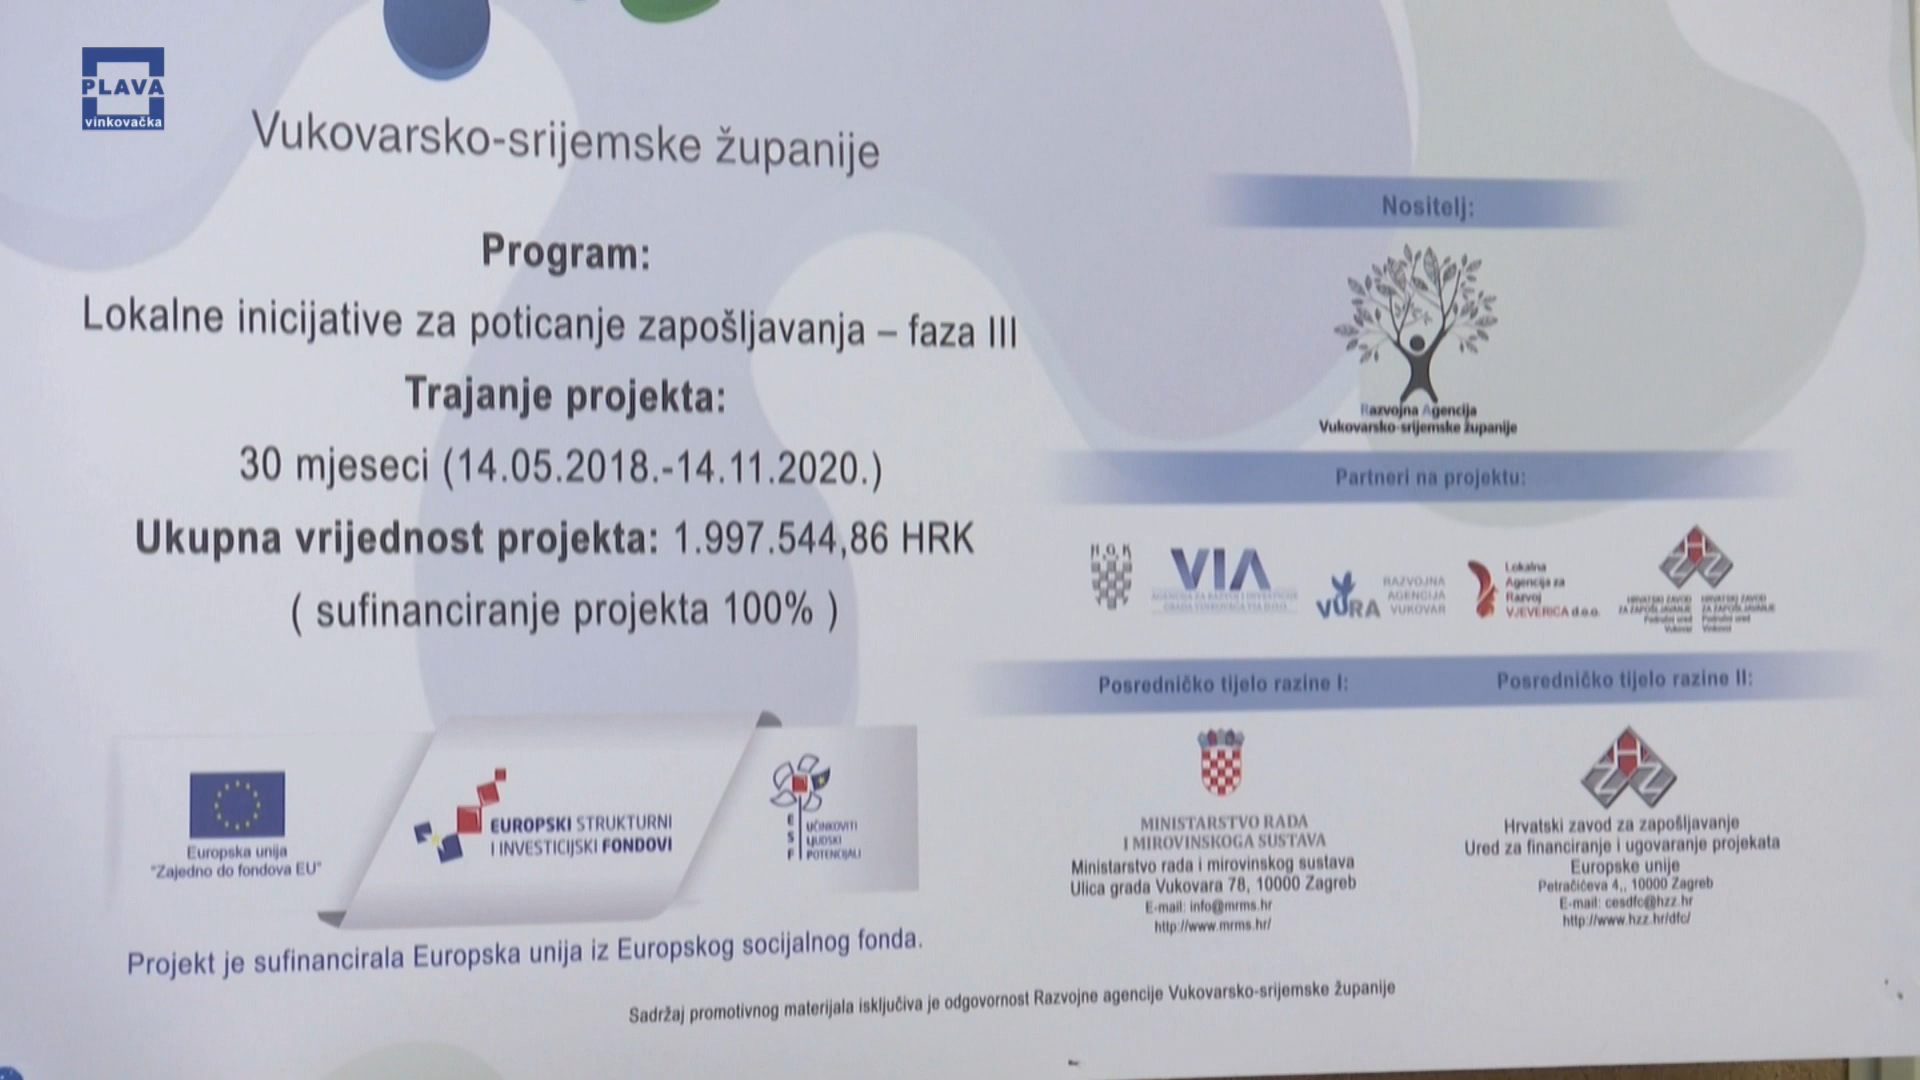 PLAVA
vinkovačka
Vukovarsko-srijemske županije
Program:
Lokalne inicijative za poticanje zapošljavanja – faza III
Trajanje projekta:
30 mjeseci (14.05.2018.-14.11.2020.)
Ukupna vrijednost projekta: 1.997.544,86 HRK
( sufinanciranje projekta 100% )
Europska unija
"Zajedno do fondova EU"
EUROPSKI STRUKTURNI
I INVESTICIJSKI FONDOVI
E S F
UČINKOVITI
LJUDSKI
POTENCIJALI
Projekt je sufinancirala Europska unija iz Europskog socijalnog fonda.
Nositelj:
Razvojna Agencija
Vukovarsko-srijemske županije
Partneri na projektu:
H.O.K
VIA
VURA
RAZVOJNA
AGENCIJA
VUKOVAR
Lokalna
Agencija za
Razvoj
VJEVERICA d.o.o.
HZZ
Posredničko tijelo razine I:
MINISTARSTVO RADA
I MIROVINSKOGA SUSTAVA
Ministarstvo rada i mirovinskog sustava
Ulica grada Vukovara 78, 10000 Zagreb
E-mail: info@mrms.hr
http://www.mrms.hr/
Posredničko tijelo razine II:
HZZ
Hrvatski zavod za zapošljavanje
Ured za financiranje i ugovaranje projekata
Europske unije
Petračićeva 4,, 10000 Zagreb
E-mail: cesdfc@hzz.hr
http://www.hzz.hr/dfc/
Sadržaj promotivnog materijala isključiva je odgovornost Razvojne agencije Vukovarsko-srijemske županije